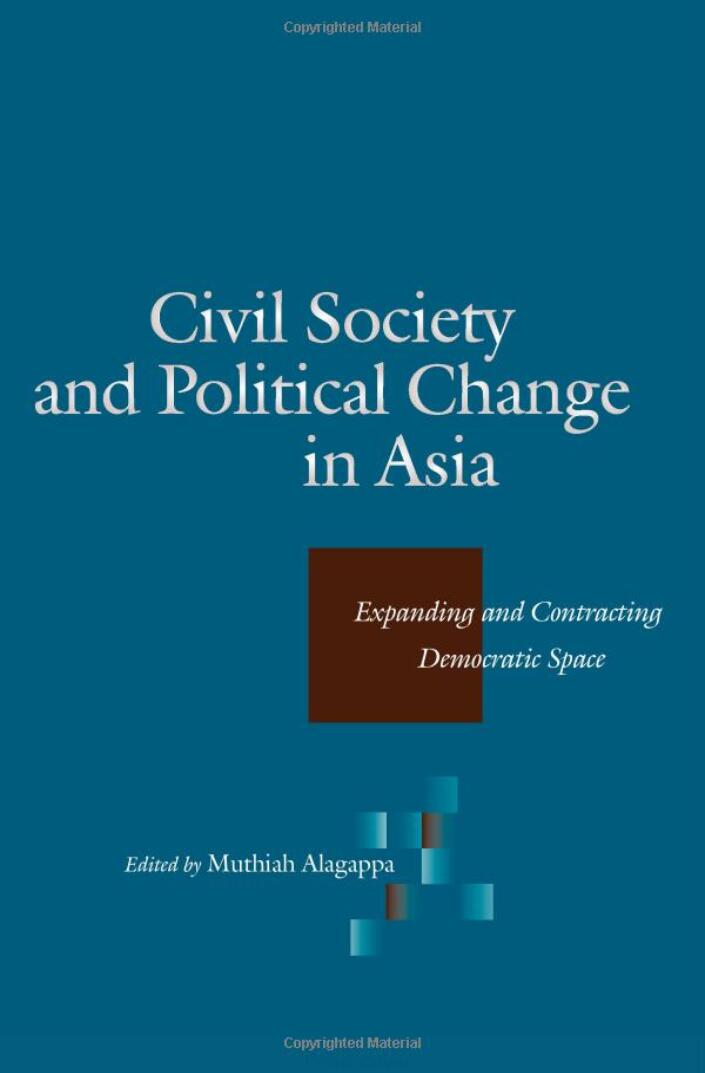 Copyrighted Material
Civil Society
and Political Change
in Asia
Expanding and Contracting
Democratic Space
Edited by Muthiah Alagappa
Copyrighted Material